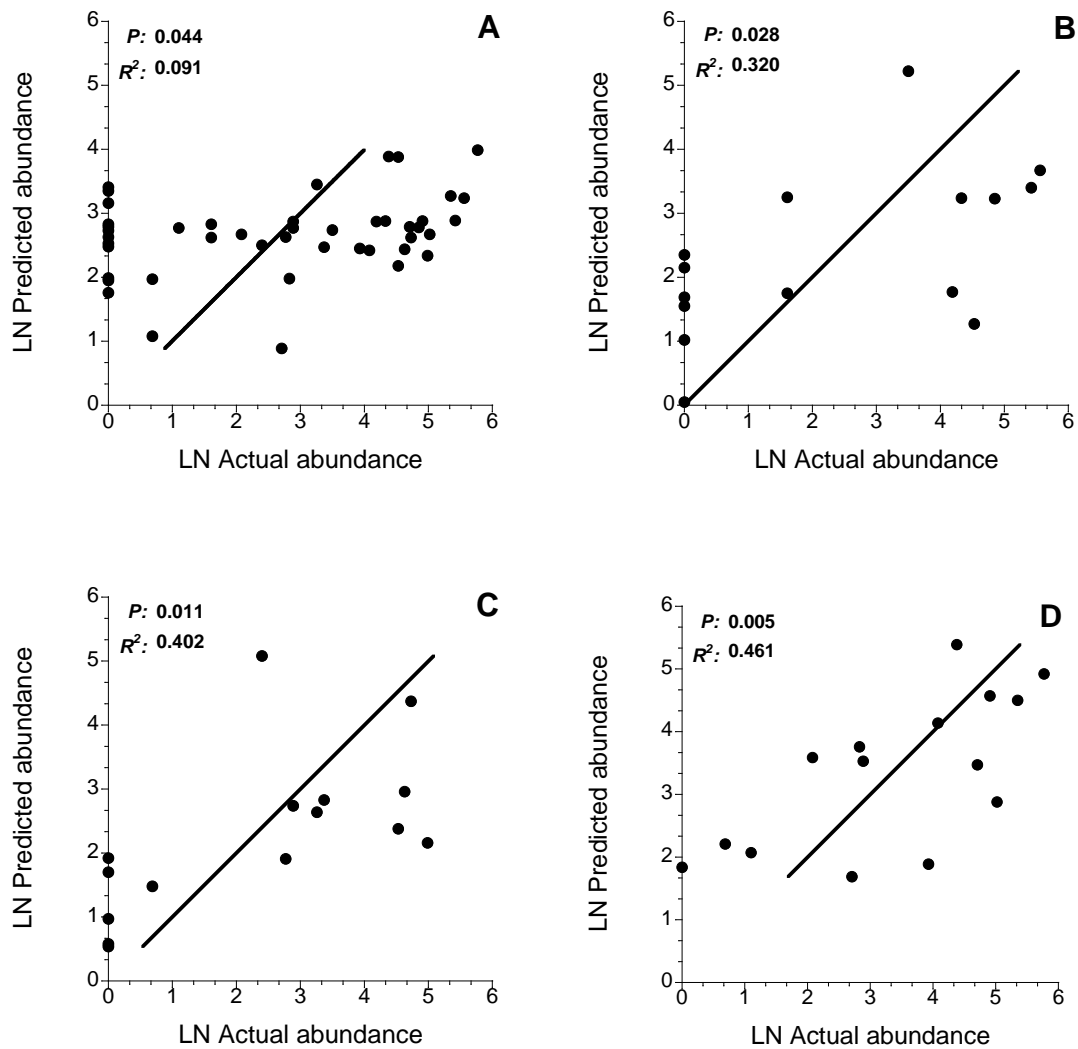 A
P: 0.044
R²: 0.091
LN Predicted abundance
6
5
4
3
2
1
0
0 1 2 3 4 5 6
LN Actual abundance
B
P: 0.028
R²: 0.320
LN Predicted abundance
6
5
4
3
2
1
0
0 1 2 3 4 5 6
LN Actual abundance
C
P: 0.011
R²: 0.402
LN Predicted abundance
6
5
4
3
2
1
0
0 1 2 3 4 5 6
LN Actual abundance
D
P: 0.005
R²: 0.461
LN Predicted abundance
6
5
4
3
2
1
0
0 1 2 3 4 5 6
LN Actual abundance